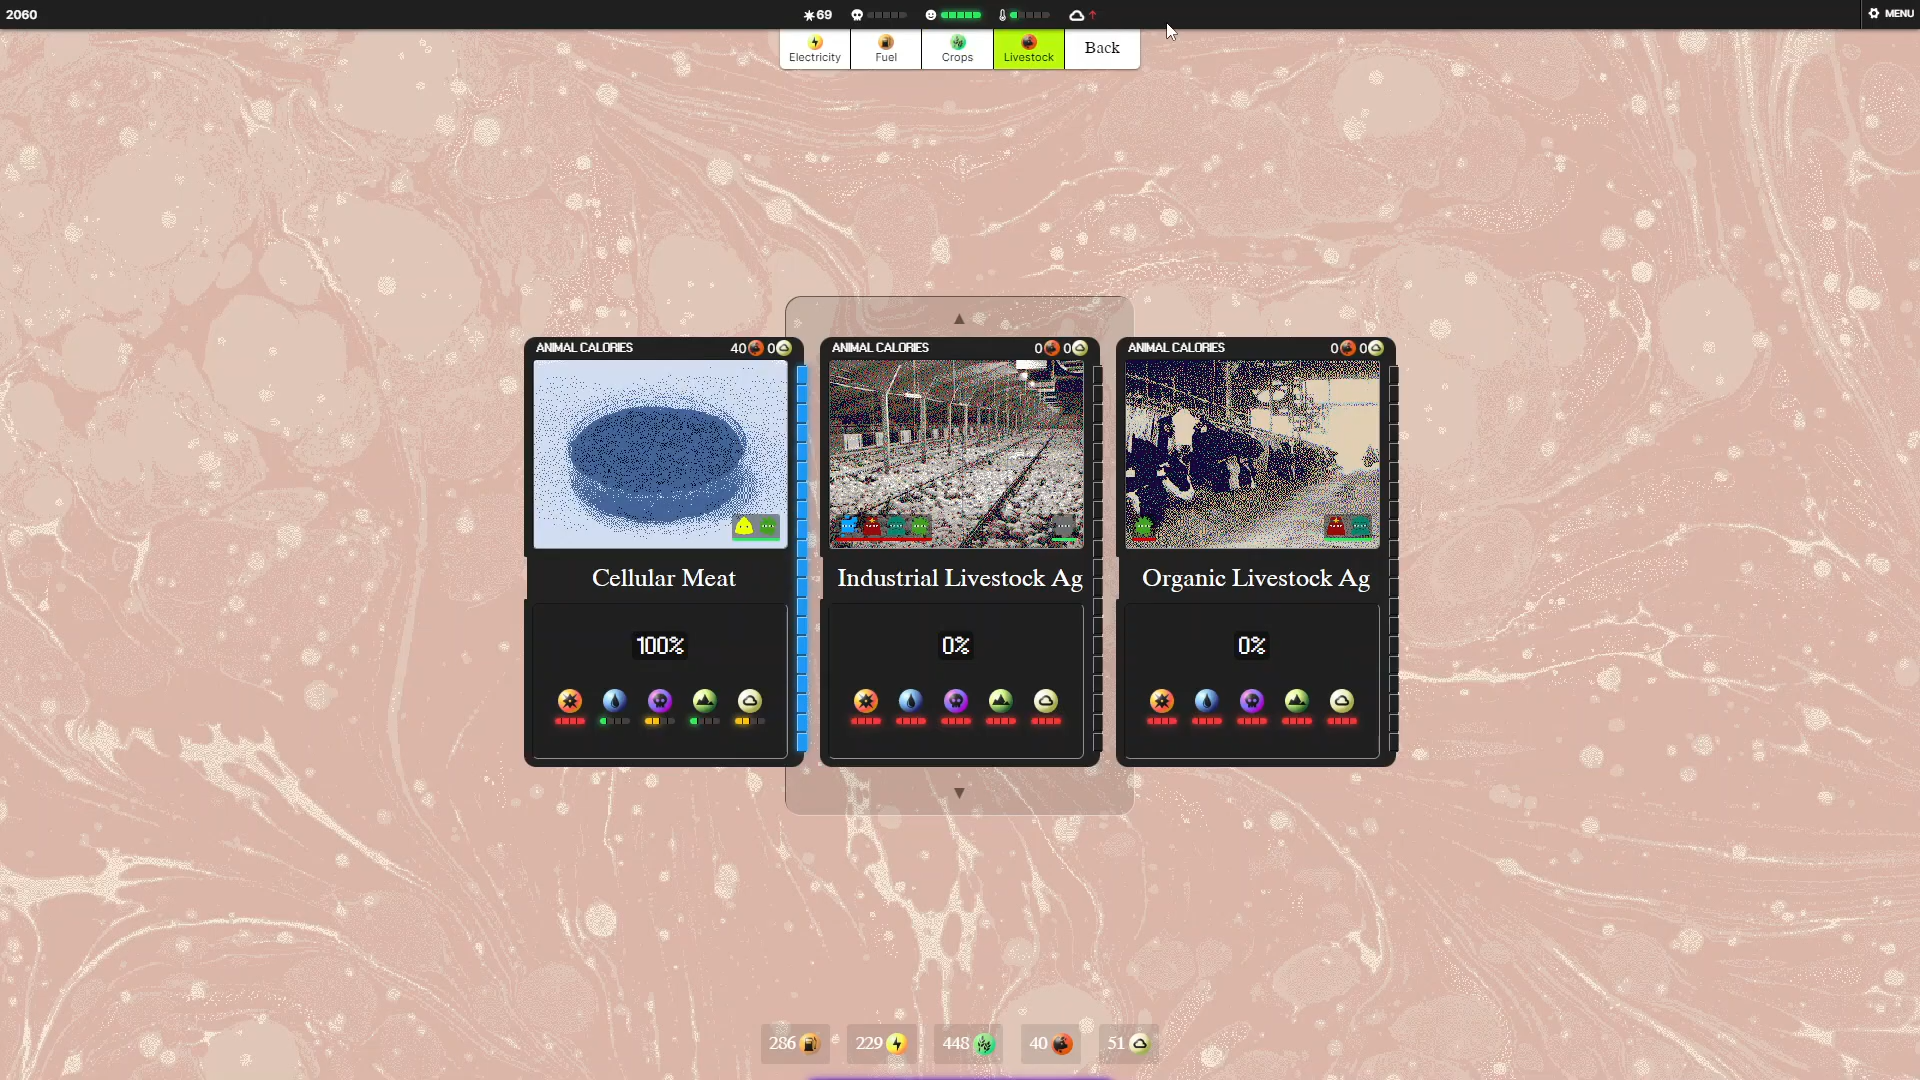 2060
69
MENU
Electricity
Fuel
Crops
Livestock
Back
ANIMAL CALORIES 40 0
ANIMAL CALORIES 0 0
ANIMAL CALORIES 0 0
Cellular Meat
Industrial Livestock Ag
Organic Livestock Ag
100%
0%
0%
286
229
448
40
51